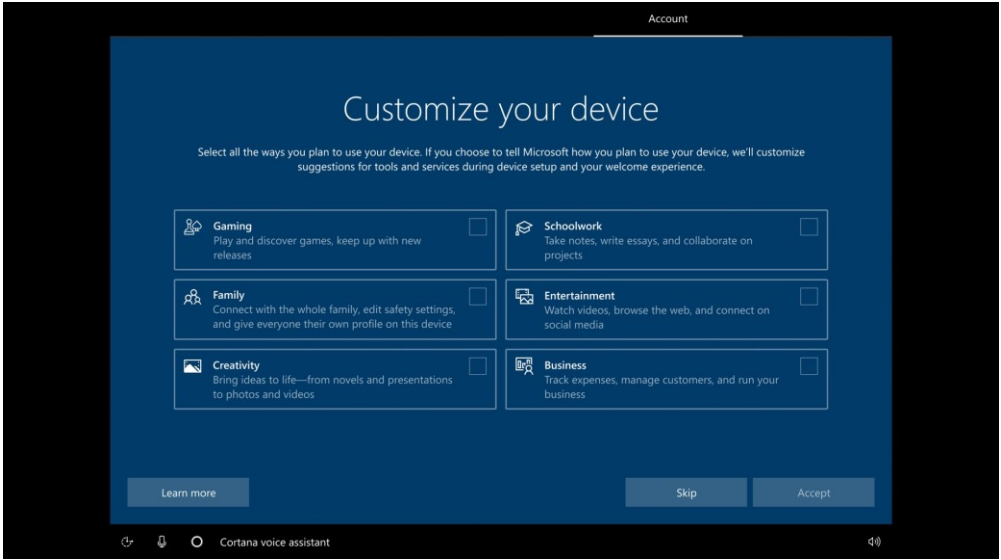 Account
Customize your device
Select all the ways you plan to use your device. If you choose to tell Microsoft how you plan to use your device, we'll customize
suggestions for tools and services during device setup and your welcome experience.
Gaming
Play and discover games, keep up with new
releases
Schoolwork
Take notes, write essays, and collaborate on
projects
Family
Connect with the whole family, edit safety settings,
and give everyone their own profile on this device
Entertainment
Watch videos, browse the web, and connect on
social media
Creativity
Bring ideas to life—from novels and presentations
to photos and videos
Business
Track expenses, manage customers, and run your
business
Learn more
Skip
Accept
Cortana voice assistant